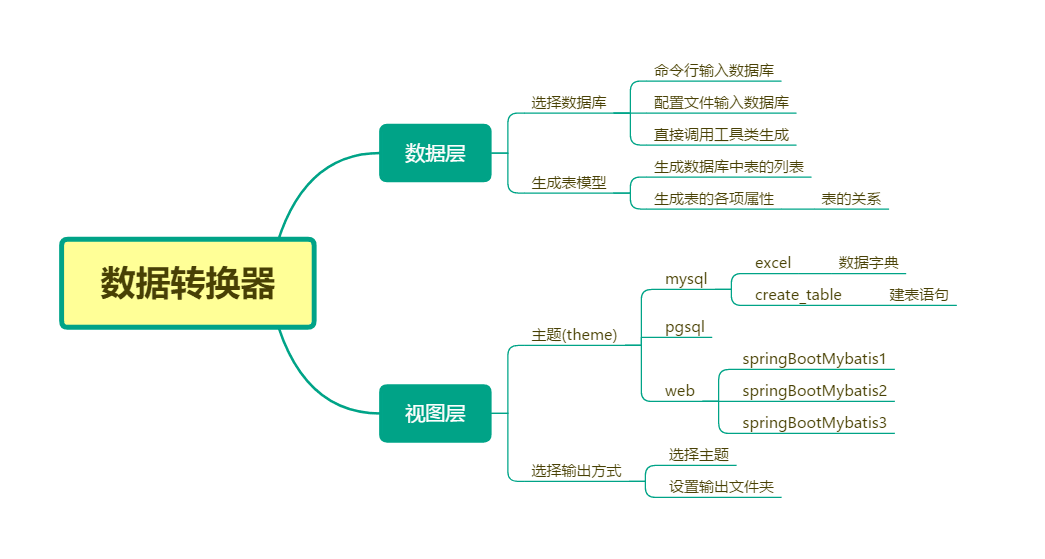 数据转换器
数据层
选择数据库
命令行输入数据库
配置文件输入数据库
直接调用工具类生成
生成表模型
生成数据库中表的列表
生成表的各项属性 表的关系
视图层
主题(theme)
mysql
excel 数据字典
create_table 建表语句
pgsql
web
springBootMybatis1
springBootMybatis2
springBootMybatis3
选择输出方式
选择主题
设置输出文件夹